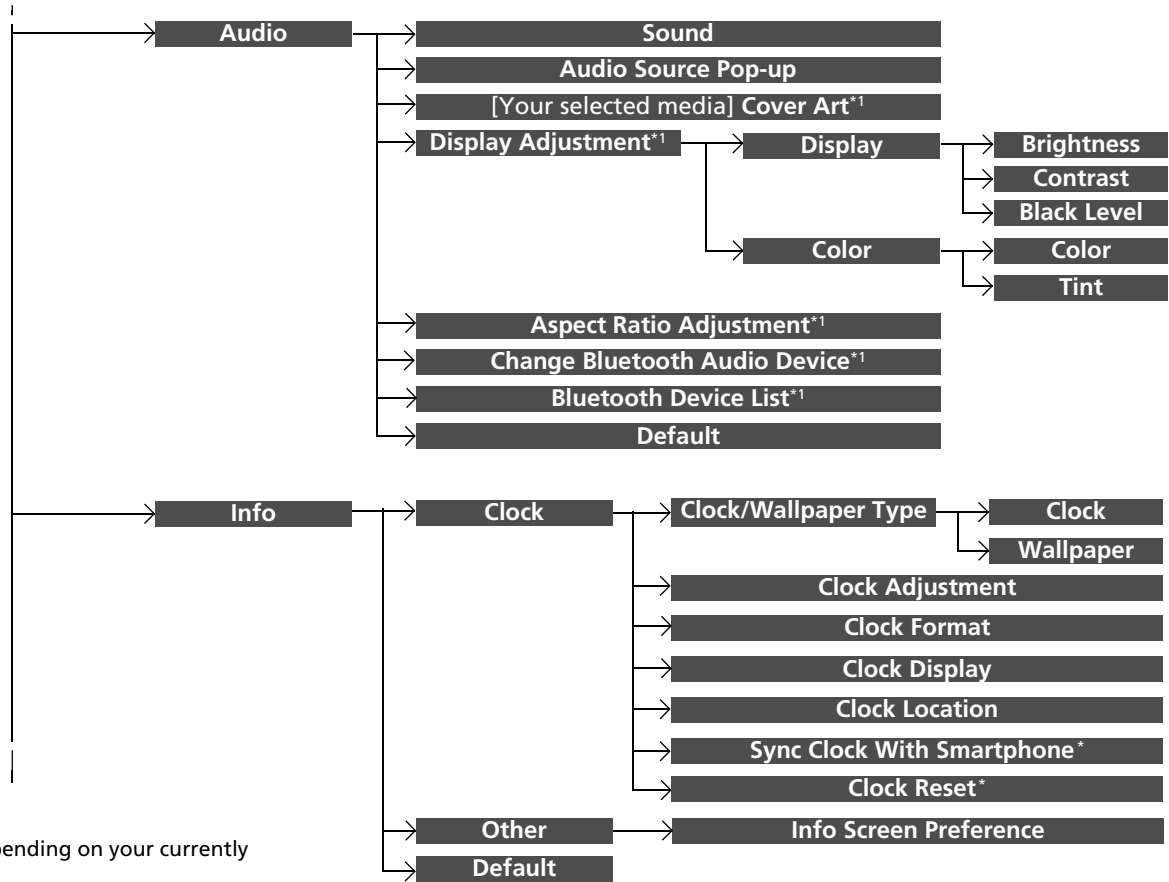 Audio
Sound
Audio Source Pop-up
[Your selected media] Cover Art*1
Display Adjustment*1
Display
Brightness
Contrast
Black Level
Color
Color
Tint
Aspect Ratio Adjustment*1
Change Bluetooth Audio Device*1
Bluetooth Device List*1
Default
Info
Clock
Clock/Wallpaper Type
Clock
Wallpaper
Clock Adjustment
Clock Format
Clock Display
Clock Location
Sync Clock With Smartphone*
Clock Reset*
Other
Info Screen Preference
Default
on your currently